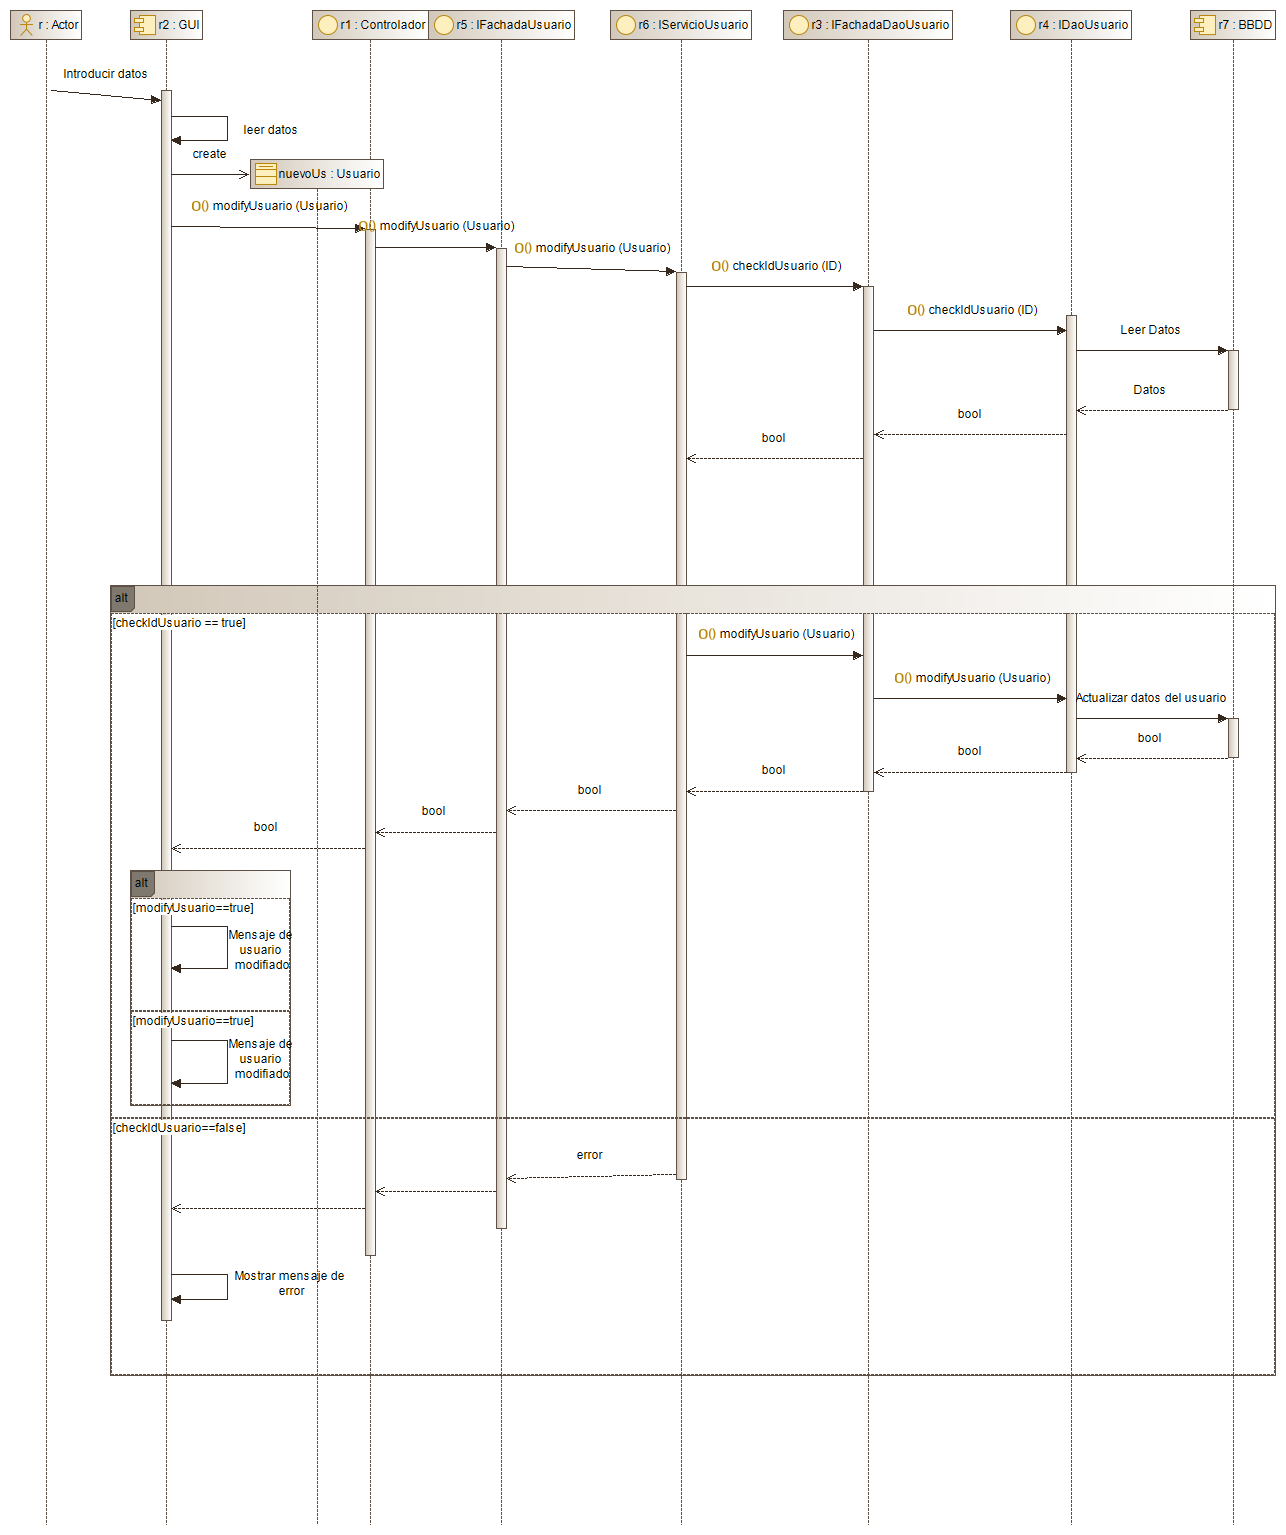 r : Actor
r2 : GUI
r1 : Controlador
r5 : IFachadaUsuario
r6 : IServicioUsuario
r3 : IFachadaDaoUsuario
r4 : IDaoUsuario
r7 : BBDD
Introducir datos
leer datos
create
nuevoUs : Usuario
O() modifyUsuario (Usuario)
O() modifyUsuario (Usuario)
O() modifyUsuario (Usuario)
O() checkIdUsuario (ID)
O() checkIdUsuario (ID)
Leer Datos
Datos
bool
bool
alt
[checkIdUsuario == true]
O() modifyUsuario (Usuario)
O() modifyUsuario (Usuario)
Actualizar datos del usuario
bool
bool
bool
bool
bool
bool
alt
[modifyUsuario==true]
Mensaje de
usuario
modifiado
[modifyUsuario==true]
Mensaje de
usuario
modifiado
[checkIdUsuario==false]
error
Mostrar mensaje de
error